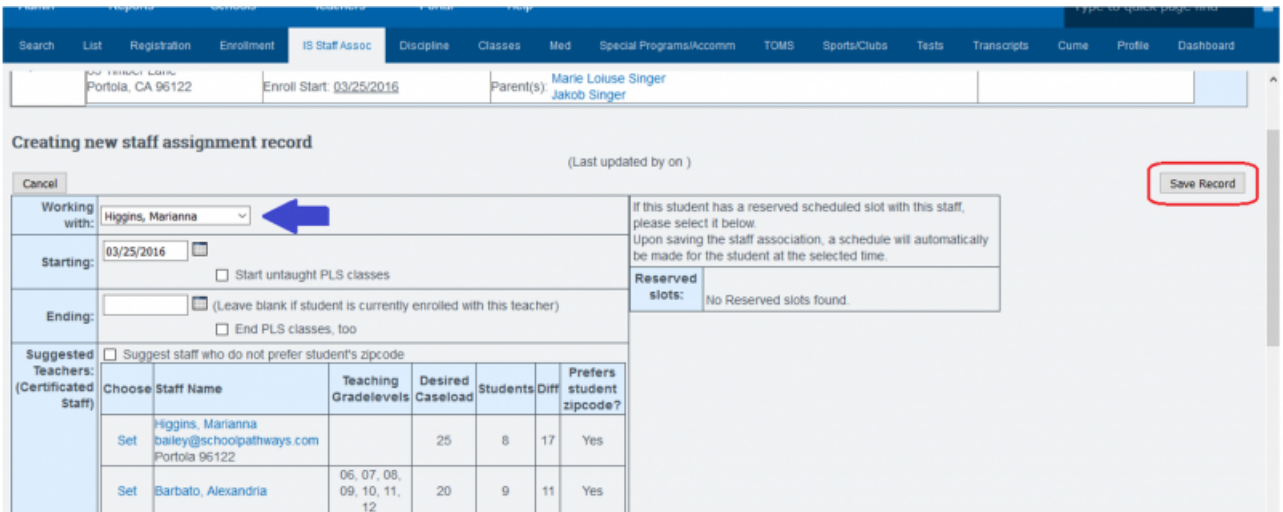 Admin Reports Schools Teachers Portal Help Type to quick page find
Search List Registration Enrollment IS Staff Assoc Discipline Classes Med Special Programs/Accomm TOMS Sports/Clubs Tests Transcripts Cume Profile Dashboard
Timber Lane
Portola, CA 96122
Enroll Start: 03/25/2016
Parent(s): Marie Loiuse Singer
Jakob Singer
Creating new staff assignment record
(Last updated by on )
Cancel
Save Record
Working with: Higgins, Marianna
Starting: 03/25/2016
Start untaught PLS classes
Ending: (Leave blank if student is currently enrolled with this teacher)
End PLS classes, too
If this student has a reserved scheduled slot with this staff,
please select it below.
Upon saving the staff association, a schedule will automatically
be made for the student at the selected time.
Reserved slots: No Reserved slots found.
Suggested Teachers: (Certificated Staff)
Suggest staff who do not prefer student's zipcode
Choose Staff Name Teaching Gradelevels Desired Caseload Students Diff Prefers student zipcode?
Set Higgins, Marianna bailey@schoolpathways.com Portola 96122 25 8 17 Yes
Set Barbato, Alexandria 06, 07, 08, 09, 10, 11, 12 20 9 11 Yes